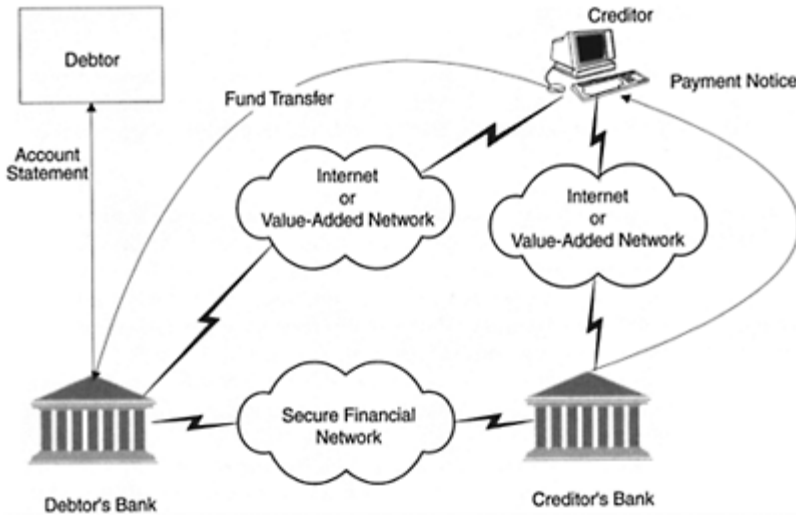 Creditor
Debtor
Payment Notice
Fund Transfer
Account
Statement
Internet
or
Value-Added Network
Internet
or
Value-Added Network
Secure Financial
Network
Debtor's Bank
Creditor's Bank